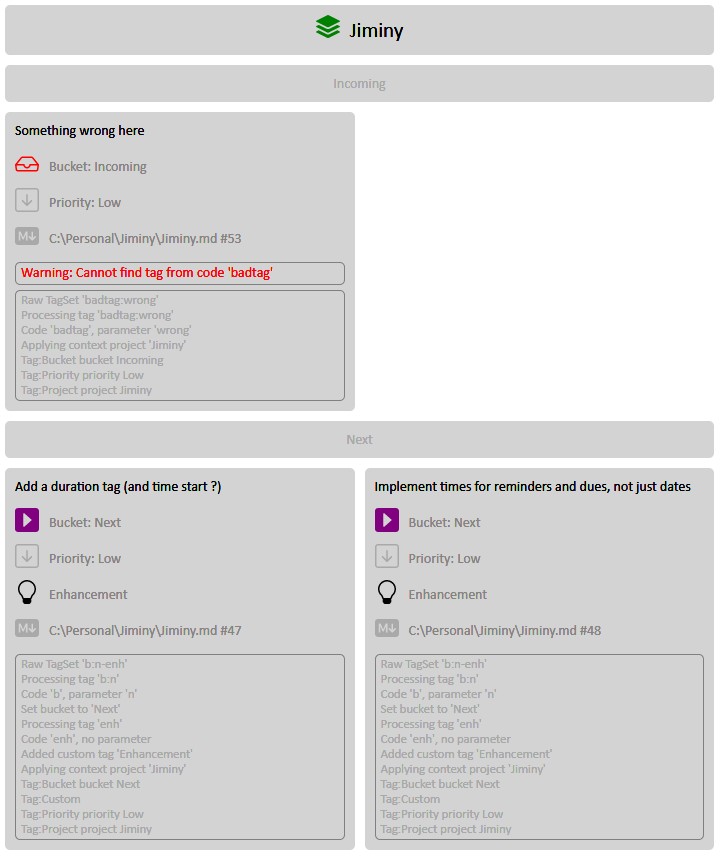 Jiminy
Incoming
Something wrong here
Bucket: Incoming
Priority: Low
M↓ C:\Personal\Jiminy\Jiminy.md #53
Warning: Cannot find tag from code 'badtag'
Raw TagSet 'badtag:wrong'
Processing tag 'badtag:wrong'
Code 'badtag', parameter 'wrong'
Applying context project 'Jiminy'
Tag:Bucket bucket Incoming
Tag:Priority priority Low
Tag:Project project Jiminy
Next
Add a duration tag (and time start ?)
Bucket: Next
Priority: Low
Enhancement
M↓ C:\Personal\Jiminy\Jiminy.md #47
Raw TagSet 'b:n-enh'
Processing tag 'b:n'
Code 'b', parameter 'n'
Set bucket to 'Next'
Processing tag 'enh'
Code 'enh', no parameter
Added custom tag 'Enhancement'
Applying context project 'Jiminy'
Tag:Bucket bucket Next
Tag:Custom
Tag:Priority priority Low
Tag:Project project Jiminy
Implement times for reminders and dues, not just dates
Bucket: Next
Priority: Low
Enhancement
M↓ C:\Personal\Jiminy\Jiminy.md #48
Raw TagSet 'b:n-enh'
Processing tag 'b:n'
Code 'b', parameter 'n'
Set bucket to 'Next'
Processing tag 'enh'
Code 'enh', no parameter
Added custom tag 'Enhancement'
Applying context project 'Jiminy'
Tag:Bucket bucket Next
Tag:Custom
Tag:Priority priority Low
Tag:Project project Jiminy